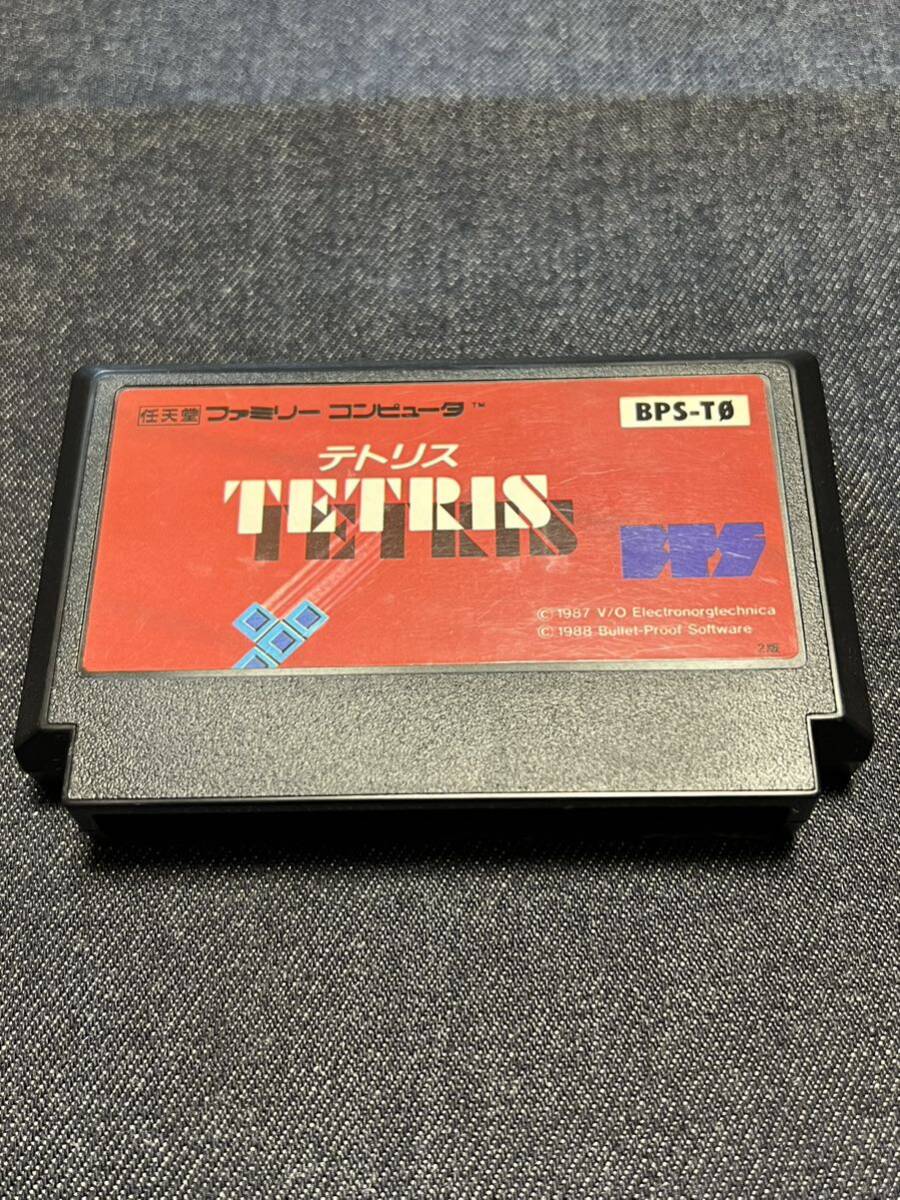 任天堂 ファミリー コンピュータ™
BPS-TØ
テトリス
TETRIS
BPS
© 1987 V/O Electronorgtechnica
© 1988 Bullet-Proof Software
2版